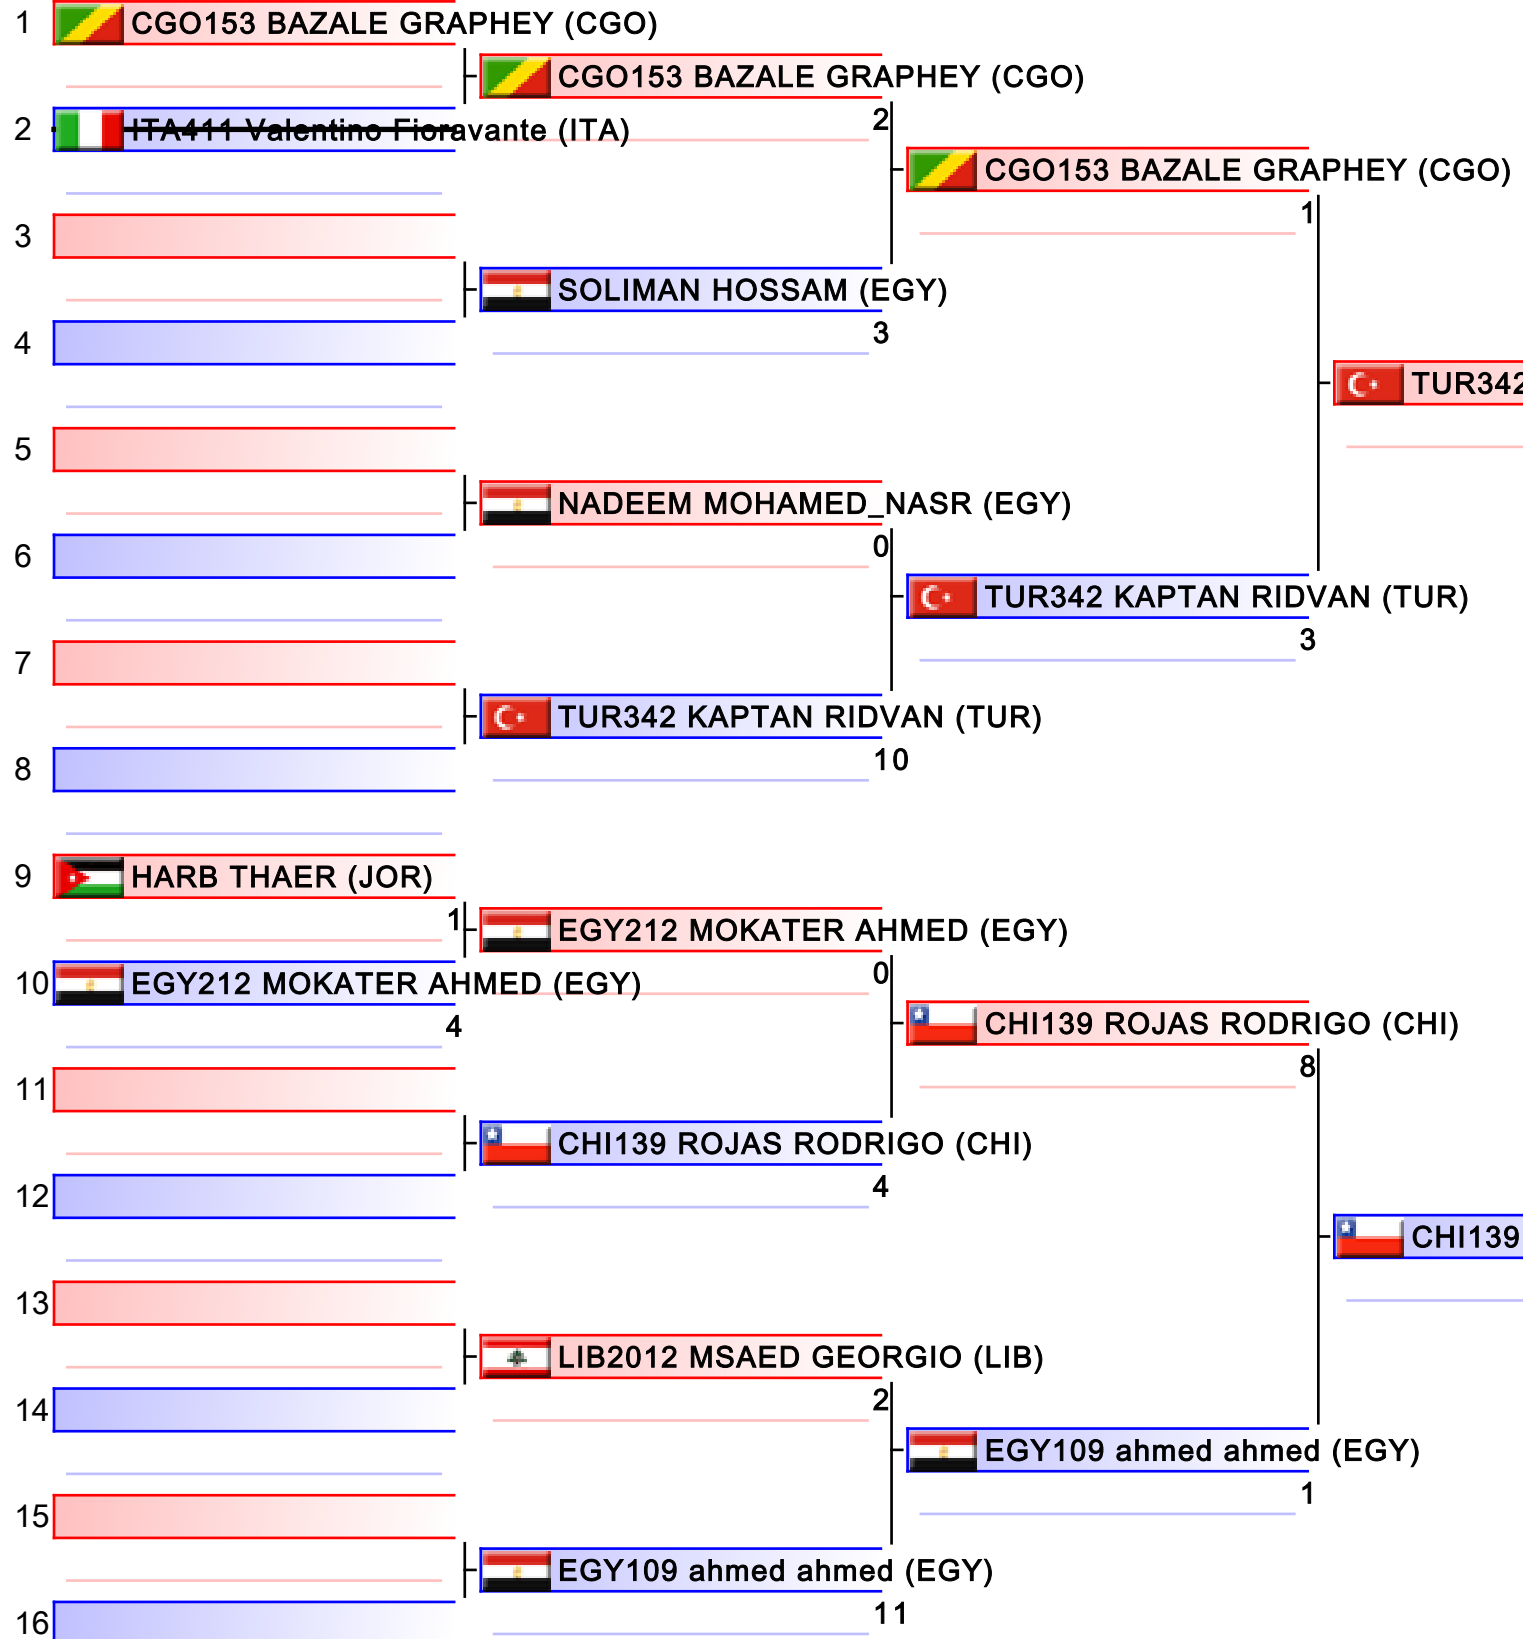 1 CGO153 BAZALE GRAPHEY (CGO)
CGO153 BAZALE GRAPHEY (CGO)
2
2 ITA411 Valentino Fioravante (ITA)
CGO153 BAZALE GRAPHEY (CGO)
1
3
SOLIMAN HOSSAM (EGY)
3
4
TUR342
5
NADEEM MOHAMED_NASR (EGY)
0
6
TUR342 KAPTAN RIDVAN (TUR)
3
7
TUR342 KAPTAN RIDVAN (TUR)
10
8
9 HARB THAER (JOR)
1
EGY212 MOKATER AHMED (EGY)
0
10 EGY212 MOKATER AHMED (EGY)
4
CHI139 ROJAS RODRIGO (CHI)
8
11
CHI139 ROJAS RODRIGO (CHI)
4
12
CHI139
13
LIB2012 MSAED GEORGIO (LIB)
2
14
EGY109 ahmed ahmed (EGY)
1
15
EGY109 ahmed ahmed (EGY)
11
16